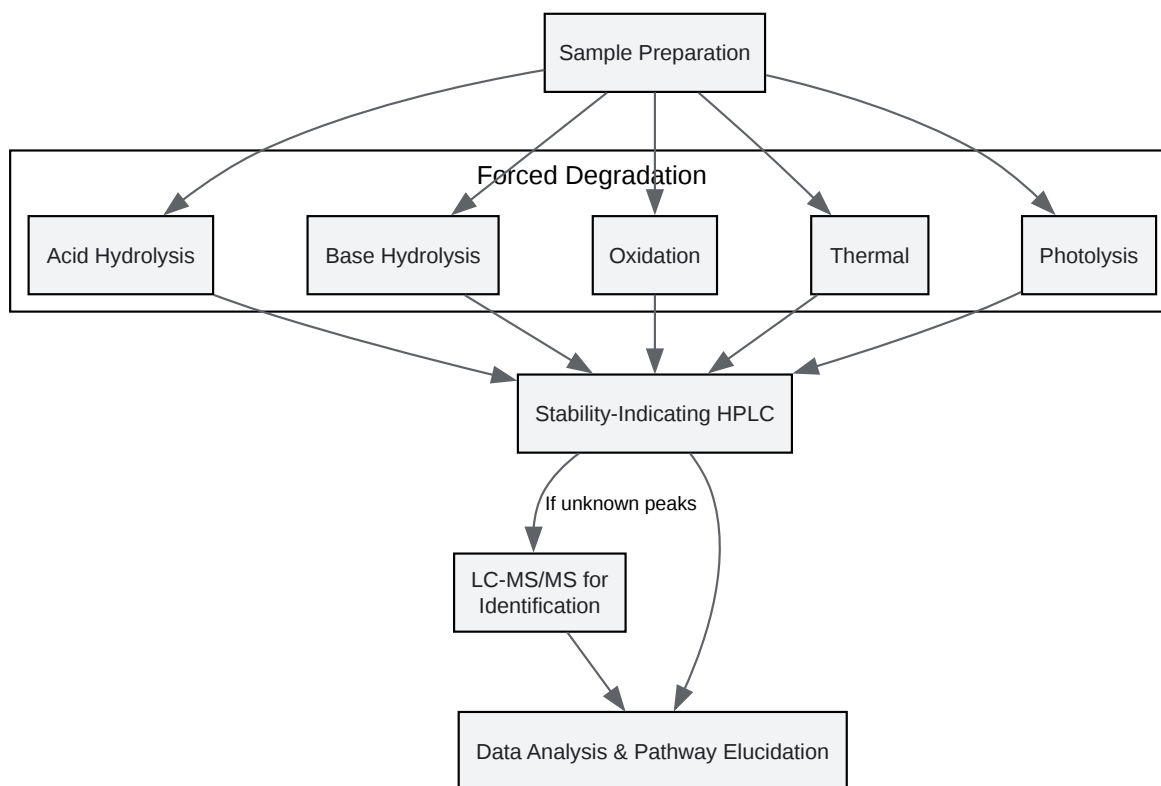 Sample Preparation
Forced Degradation
Acid Hydrolysis
Base Hydrolysis
Oxidation
Thermal
Photolysis
Stability-Indicating HPLC
If unknown peaks
LC-MS/MS for
Identification
Data Analysis & Pathway Elucidation